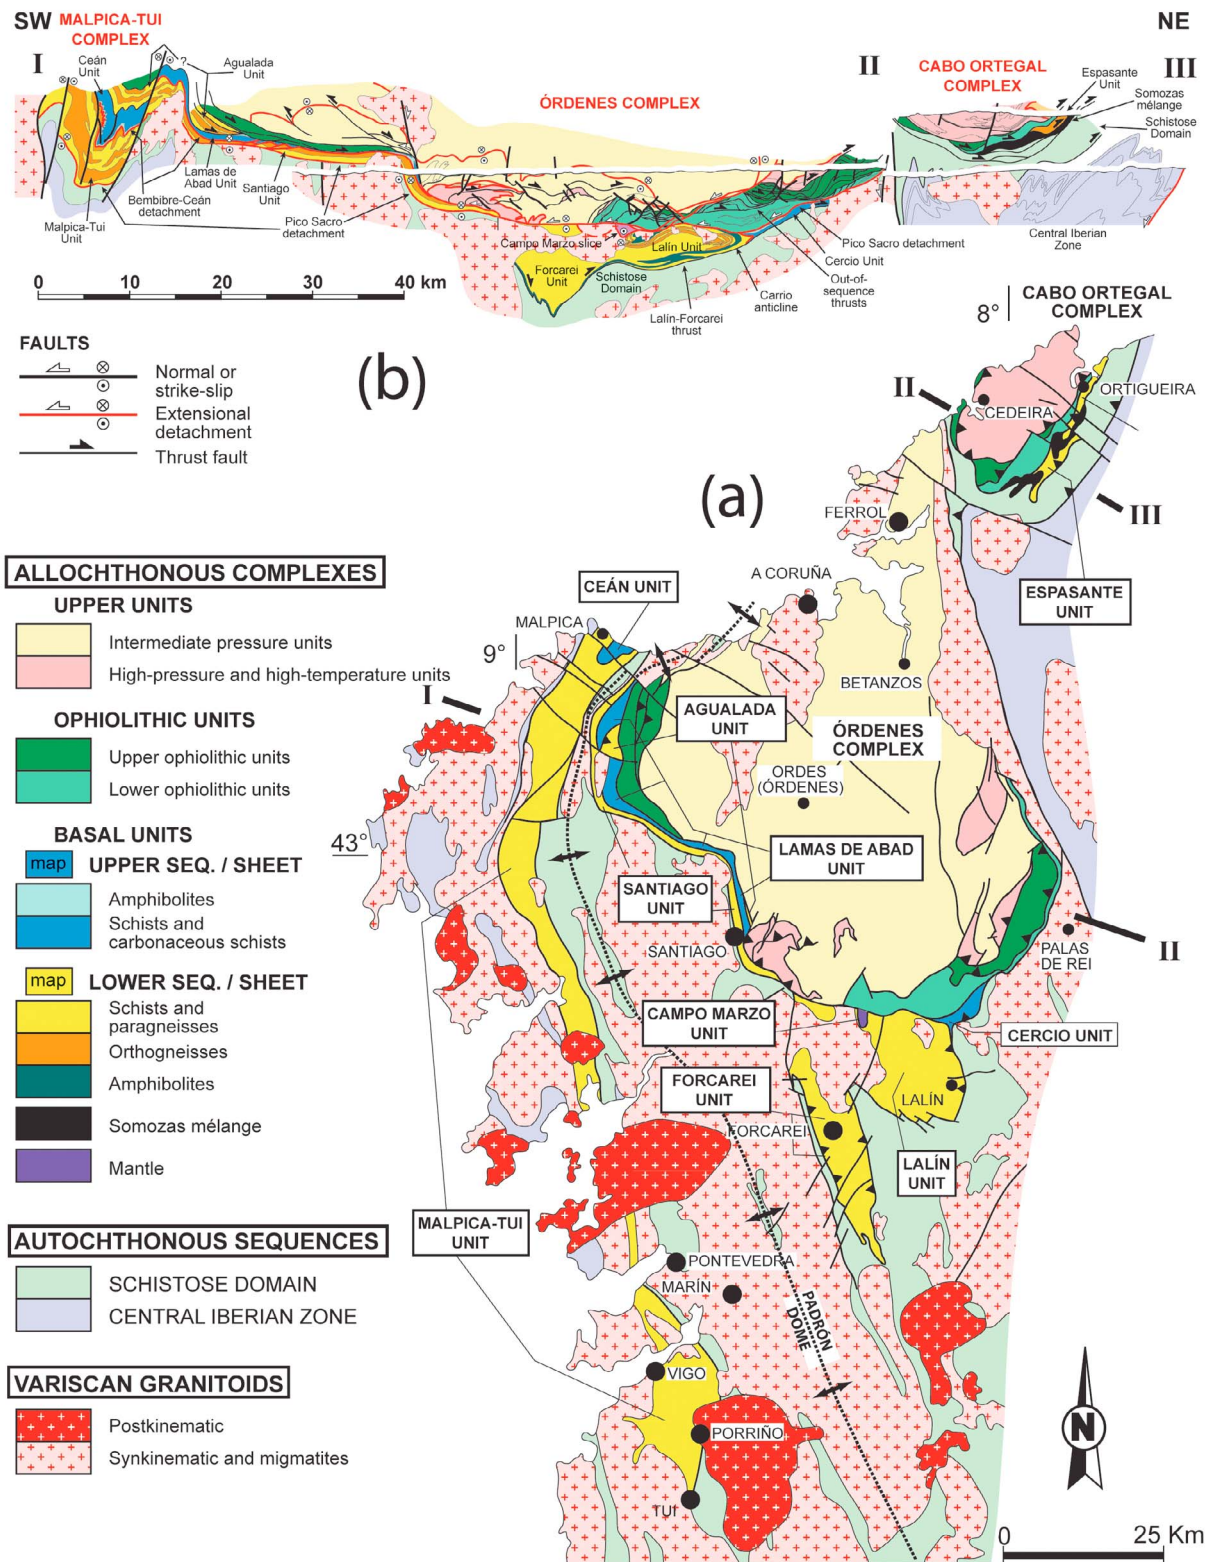 SW
MALPICA-TUI
COMPLEX
NE
I
Ceán
Unit
?
Agualada
Unit
ÓRDENES COMPLEX
II
CABO ORTEGAL
COMPLEX
III
Espasante
Unit
Somozas
mélange
Schistose
Domain
Lamas de
Abad Unit
Bembibre-Ceán
detachment
Malpica-Tui
Unit
Santiago
Unit
Pico Sacro
detachment
Campo Marzo slice
Lalín Unit
Forcarei
Unit
Schistose
Domain
Lalín-Forcarei
thrust
Carrio
anticline
Pico Sacro detachment
Cercio Unit
Out-of-
sequence
thrusts
Central Iberian
Zone
0
10
20
30
40 km
FAULTS
Normal or
strike-slip
Extensional
detachment
Thrust fault
(b)
(a)
8°
CABO ORTEGAL
COMPLEX
II
CEDEIRA
ORTIGUEIRA
III
FERROL
ESPASANTE
UNIT
A CORUÑA
CEÁN UNIT
MALPICA
9°
I
BETANZOS
AGUALADA
UNIT
ÓRDENES
COMPLEX
ORDES
(ÓRDENES)
43°
LAMAS DE ABAD
UNIT
SANTIAGO
UNIT
SANTIAGO
PALAS
DE REI
II
CAMPO MARZO
UNIT
CERCIO UNIT
FORCAREI
UNIT
LALÍN
FORCAREI
LALÍN
UNIT
MALPICA-TUI
UNIT
PONTEVEDRA
MARÍN
PADRÓN
DOME
VIGO
PORRIÑO
TUI
N
0
25 Km
ALLOCHTHONOUS COMPLEXES
UPPER UNITS
Intermediate pressure units
High-pressure and high-temperature units
OPHIOLITHIC UNITS
Upper ophiolithic units
Lower ophiolithic units
BASAL UNITS
map UPPER SEQ. / SHEET
Amphibolites
Schists and
carbonaceous schists
map LOWER SEQ. / SHEET
Schists and
paragneisses
Orthogneisses
Amphibolites
Somozas mélange
Mantle
AUTOCHTHONOUS SEQUENCES
SCHISTOSE DOMAIN
CENTRAL IBERIAN ZONE
VARISCAN GRANITOIDS
Postkinematic
Synkinematic and migmatites